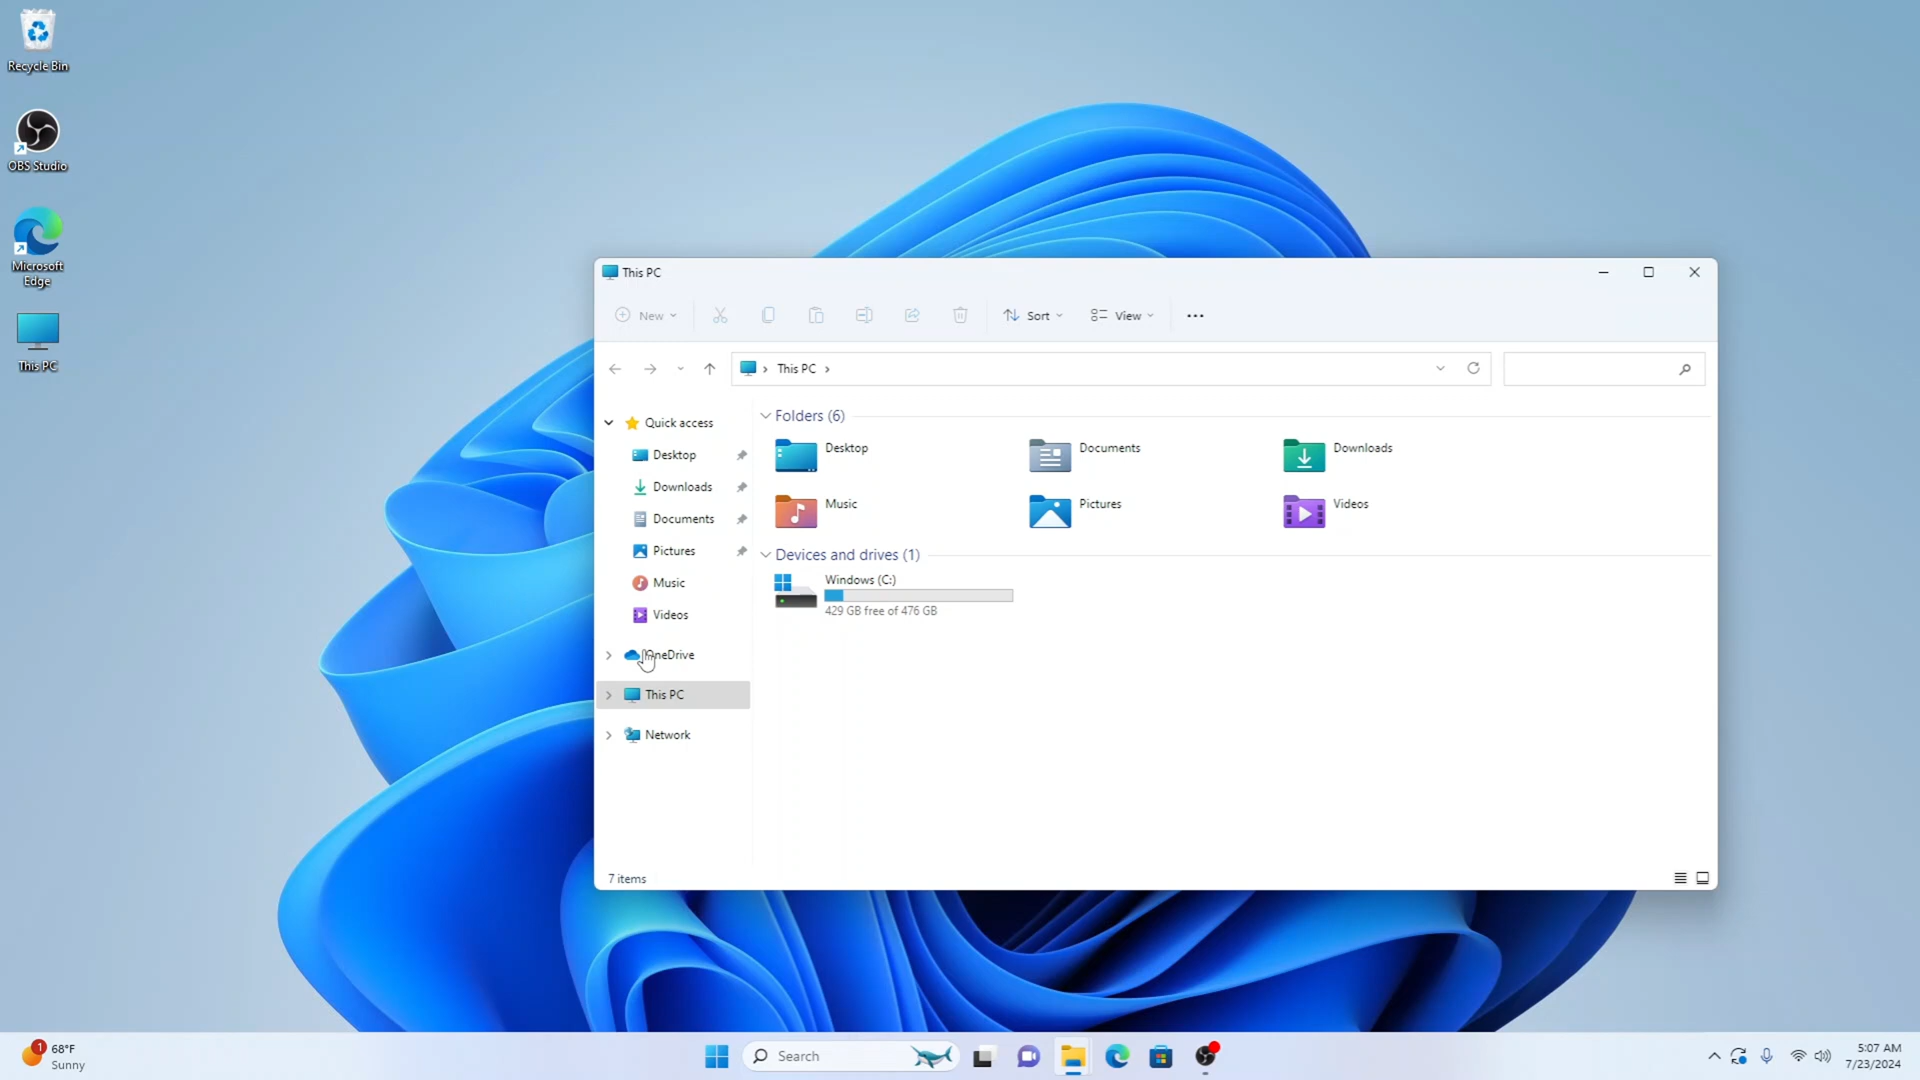 Recycle Bin
OBS Studio
Microsoft
Edge
This PC
This PC
New
Sort
View
This PC
Quick access
Desktop
Downloads
Documents
Pictures
Music
Videos
OneDrive
This PC
Network
Folders (6)
Desktop
Documents
Downloads
Music
Pictures
Videos
Devices and drives (1)
Windows (C:)
429 GB free of 476 GB
7 items
1
68°F
Sunny
Search
5:07 AM
7/23/2024